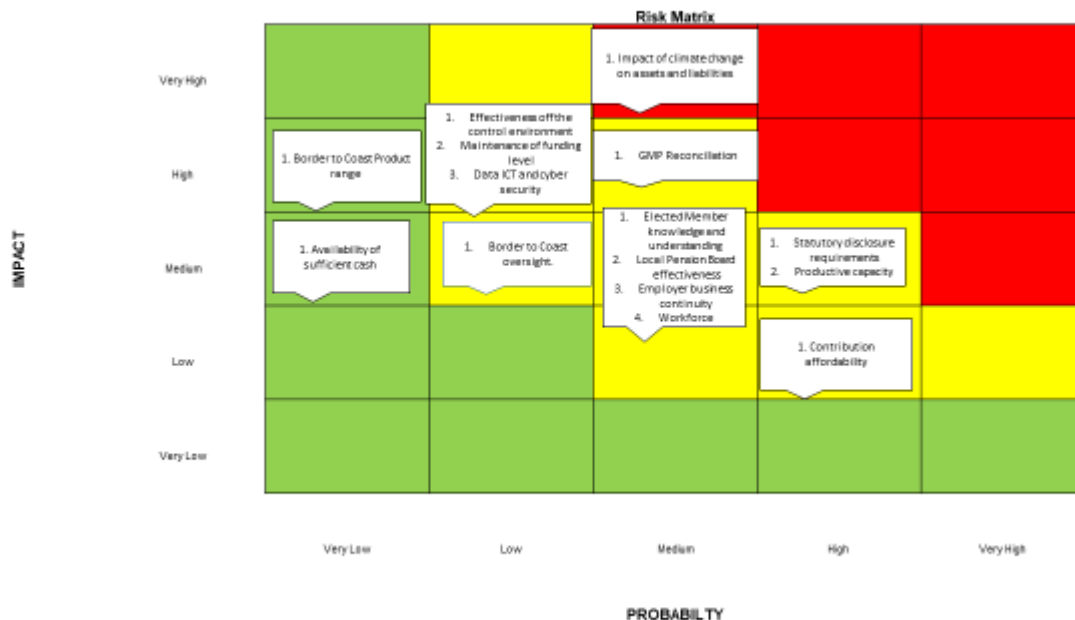 Risk Matrix
Very High
1. Impact of climate change
on assets and liabilities
High
1. Border to Coast Product
range
1. Effectiveness off the
control environment
2. Maintenance of funding
level
3. Data ICT and cyber
security
1. GMP Reconciliation
IMPACT
Medium
1. Availability of
sufficient cash
1. Border to Coast
oversight.
1. Elected Member
knowledge and
understanding
2. Local Pension Board
effectiveness
3. Employer business
continuity
4. Workforce
1. Statutory disclosure
requirements
2. Productive capacity
Low
1. Contribution
affordability
Very Low
Very Low
Low
Medium
High
Very High
PROBABILTY